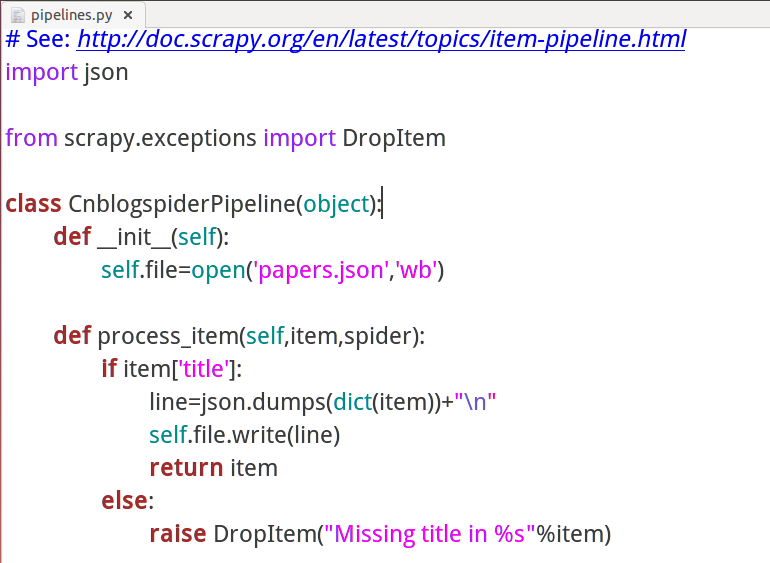 pipelines.py ×
# See: http://doc.scrapy.org/en/latest/topics/item-pipeline.html
import json
from scrapy.exceptions import DropItem
class CnblogspiderPipeline(object):
def __init__(self):
self.file=open('papers.json','wb')
def process_item(self,item,spider):
if item['title']:
line=json.dumps(dict(item))+"\n"
self.file.write(line)
return item
else:
raise DropItem("Missing title in %s"%item)